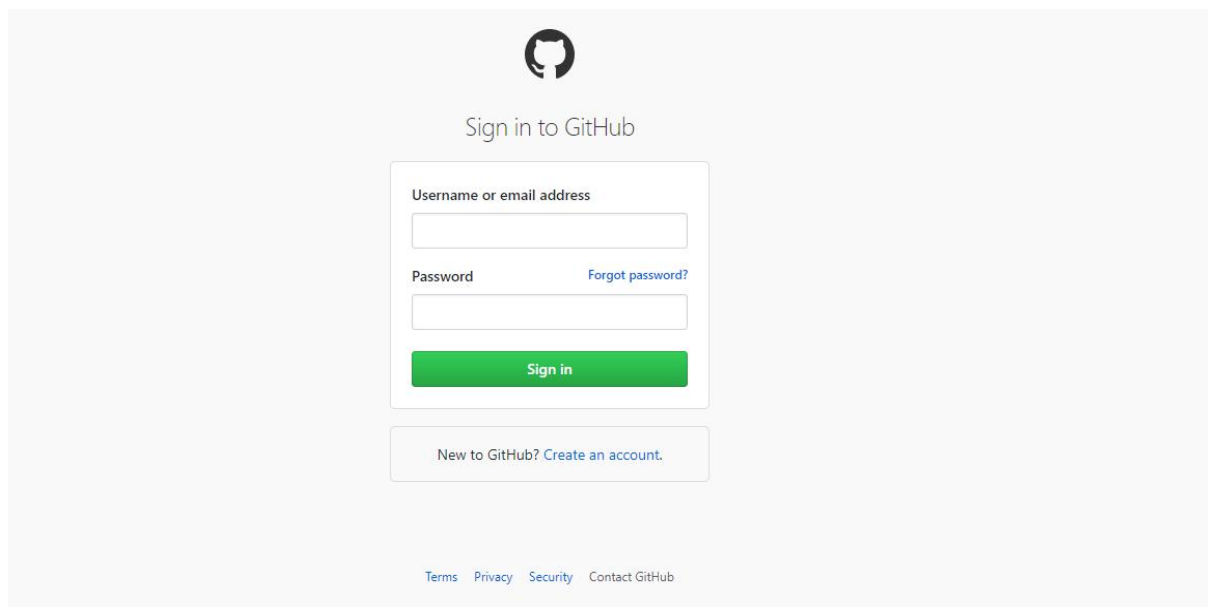 Sign in to GitHub
Username or email address
Password Forgot password?
Sign in
New to GitHub? Create an account.
Terms Privacy Security Contact GitHub